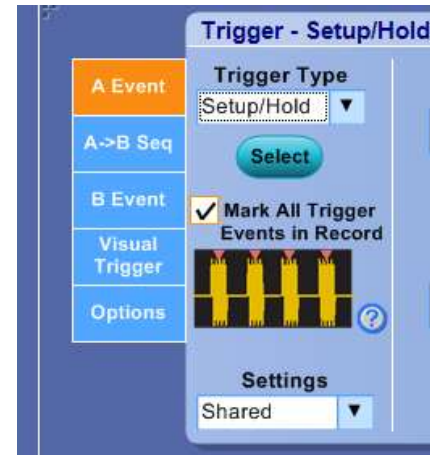 Trigger - Setup/Hold
A Event
A->B Seq
B Event
Visual
Trigger
Options
Trigger Type
Setup/Hold
Select
Mark All Trigger
Events in Record
?
Settings
Shared